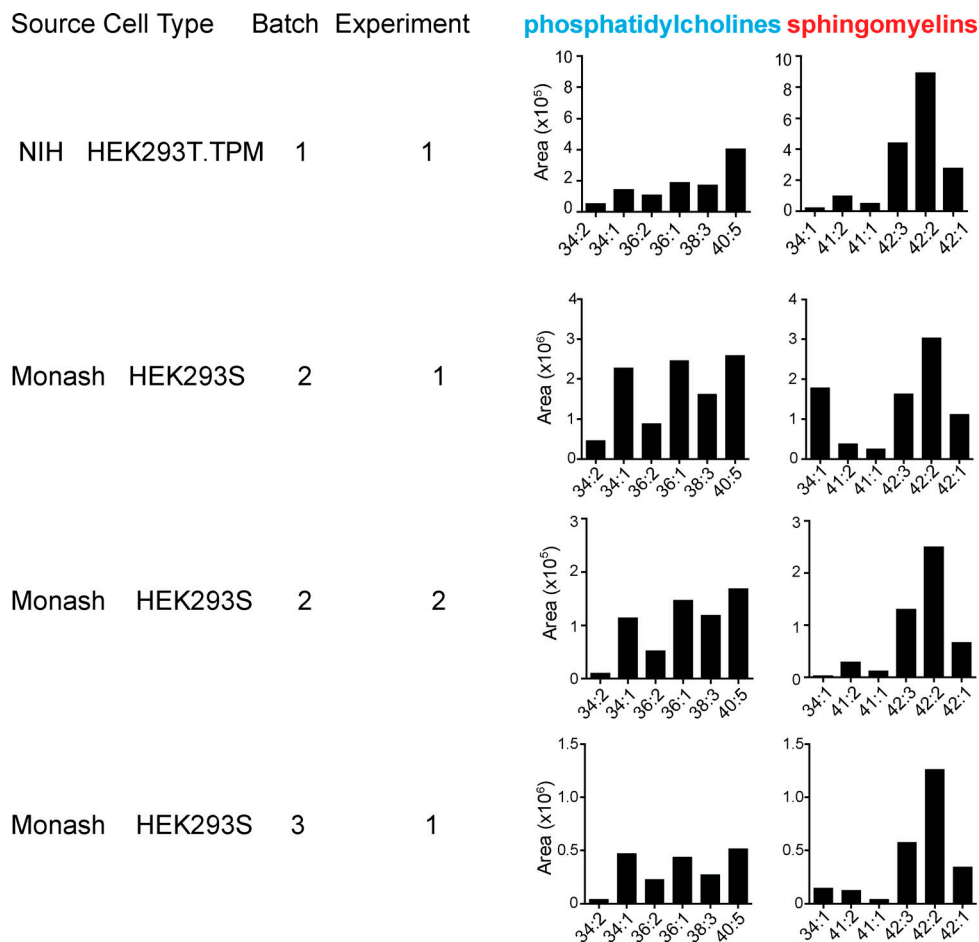 Source Cell Type Batch Experiment phosphatidylcholines sphingomyelins
NIH HEK293T.TPM 1 1
Area (x10⁵)
10
8
6
4
2
0
34:2 34:1 36:2 36:1 38:3 40:5
10
8
6
4
2
0
34:1 41:2 41:1 42:3 42:2 42:1
Monash HEK293S 2 1
Area (x10⁶)
4
3
2
1
0
34:2 34:1 36:2 36:1 38:3 40:5
4
3
2
1
0
34:1 41:2 41:1 42:3 42:2 42:1
Monash HEK293S 2 2
Area (x10⁵)
3
2
1
0
34:2 34:1 36:2 36:1 38:3 40:5
3
2
1
0
34:1 41:2 41:1 42:3 42:2 42:1
Monash HEK293S 3 1
Area (x10⁶)
1.5
1.0
0.5
0
34:2 34:1 36:2 36:1 38:3 40:5
1.5
1.0
0.5
0
34:1 41:2 41:1 42:3 42:2 42:1